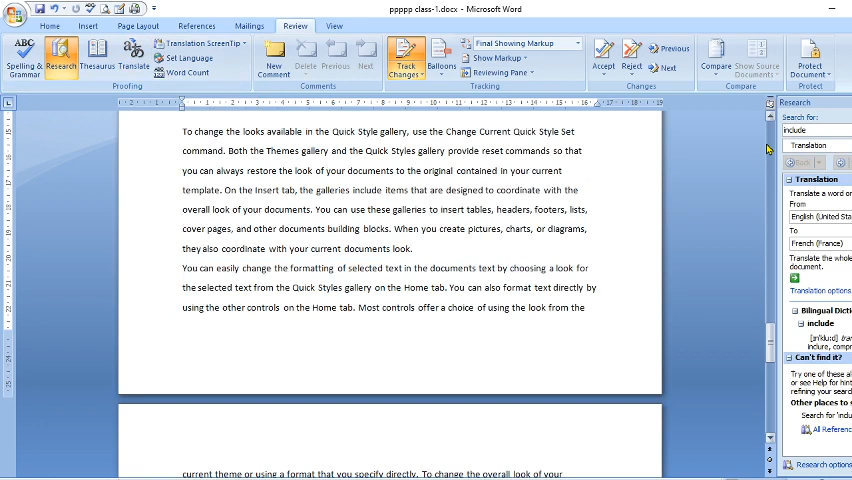 ppppp class-1.docx - Microsoft Word
Home Insert Page Layout References Mailings Review View
Spelling & Grammar
Research
Thesaurus
Translate
Translation ScreenTip
Set Language
Word Count
Proofing
New Comment
Delete
Previous
Next
Comments
Track Changes
Balloons
Final Showing Markup
Show Markup
Reviewing Pane
Tracking
Accept
Reject
Previous
Next
Changes
Compare
Show Source Documents
Compare
Protect Document
Protect
To change the looks available in the Quick Style gallery, use the Change Current Quick Style Set
command. Both the Themes gallery and the Quick Styles gallery provide reset commands so that
you can always restore the look of your documents to the original contained in your current
template. On the Insert tab, the galleries include items that are designed to coordinate with the
overall look of your documents. You can use these galleries to insert tables, headers, footers, lists,
cover pages, and other documents building blocks. When you create pictures, charts, or diagrams,
they also coordinate with your current documents look.
You can easily change the formatting of selected text in the documents text by choosing a look for
the selected text from the Quick Styles gallery on the Home tab. You can also format text directly by
using the other controls on the Home tab. Most controls offer a choice of using the look from the
current theme or using a format that you specify directly. To change the overall look of your
Research
Search for:
include
Translation
Back
Translation
Translate a word or
From
English (United Sta
To
French (France)
Translate the whole
document.
Translation options
Bilingual Dictio
include
[ɪn'klu:d] tran
inclure, compr
Can't find it?
Try one of these al
or see Help for hint
refining your searc
Other places to s
Search for 'inclu
All Referenc
Research options